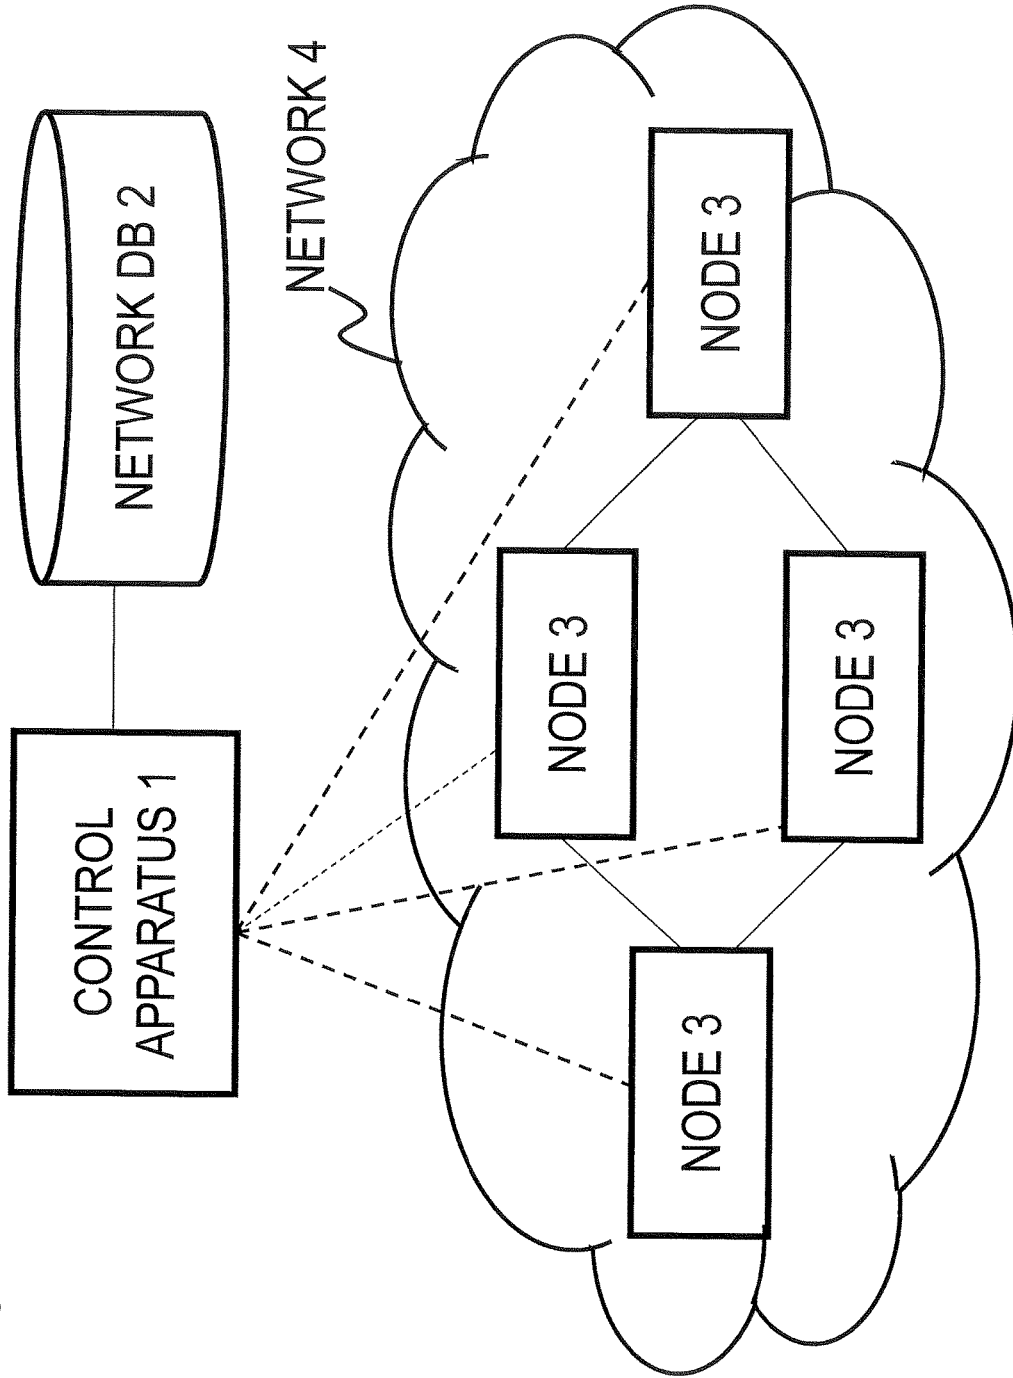 CONTROL
APPARATUS 1
NETWORK DB 2
NETWORK 4
NODE 3
NODE 3
NODE 3
NODE 3